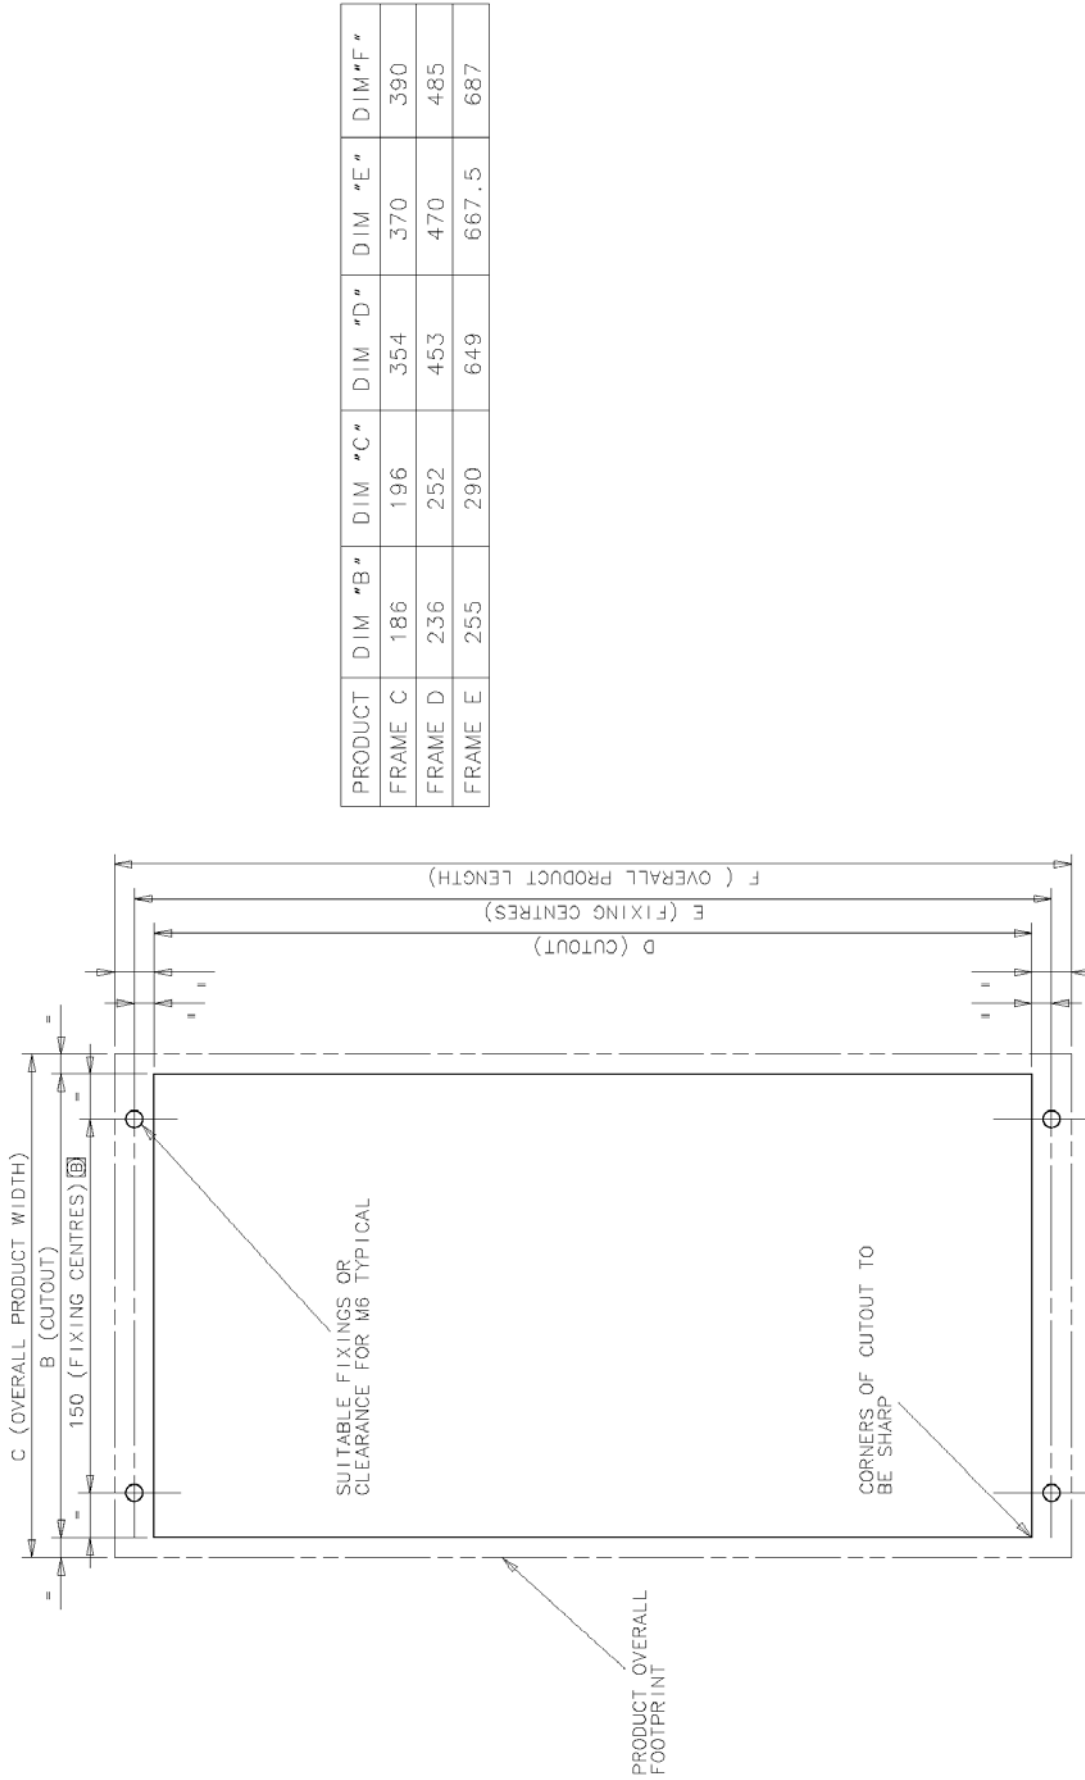 C (OVERALL PRODUCT WIDTH)
B (CUTOUT)
150 (FIXING CENTRES) B
=
=
=
=
=
=
=
=
D (CUTOUT)
E (FIXING CENTRES)
F ( OVERALL PRODUCT LENGTH)
SUITABLE FIXINGS OR
CLEARANCE FOR M6 TYPICAL
CORNERS OF CUTOUT TO
BE SHARP
PRODUCT OVERALL
FOOTPRINT
PRODUCT DIM "B" DIM "C" DIM "D" DIM "E" DIM"F"
FRAME C 186 196 354 370 390
FRAME D 236 252 453 470 485
FRAME E 255 290 649 667.5 687